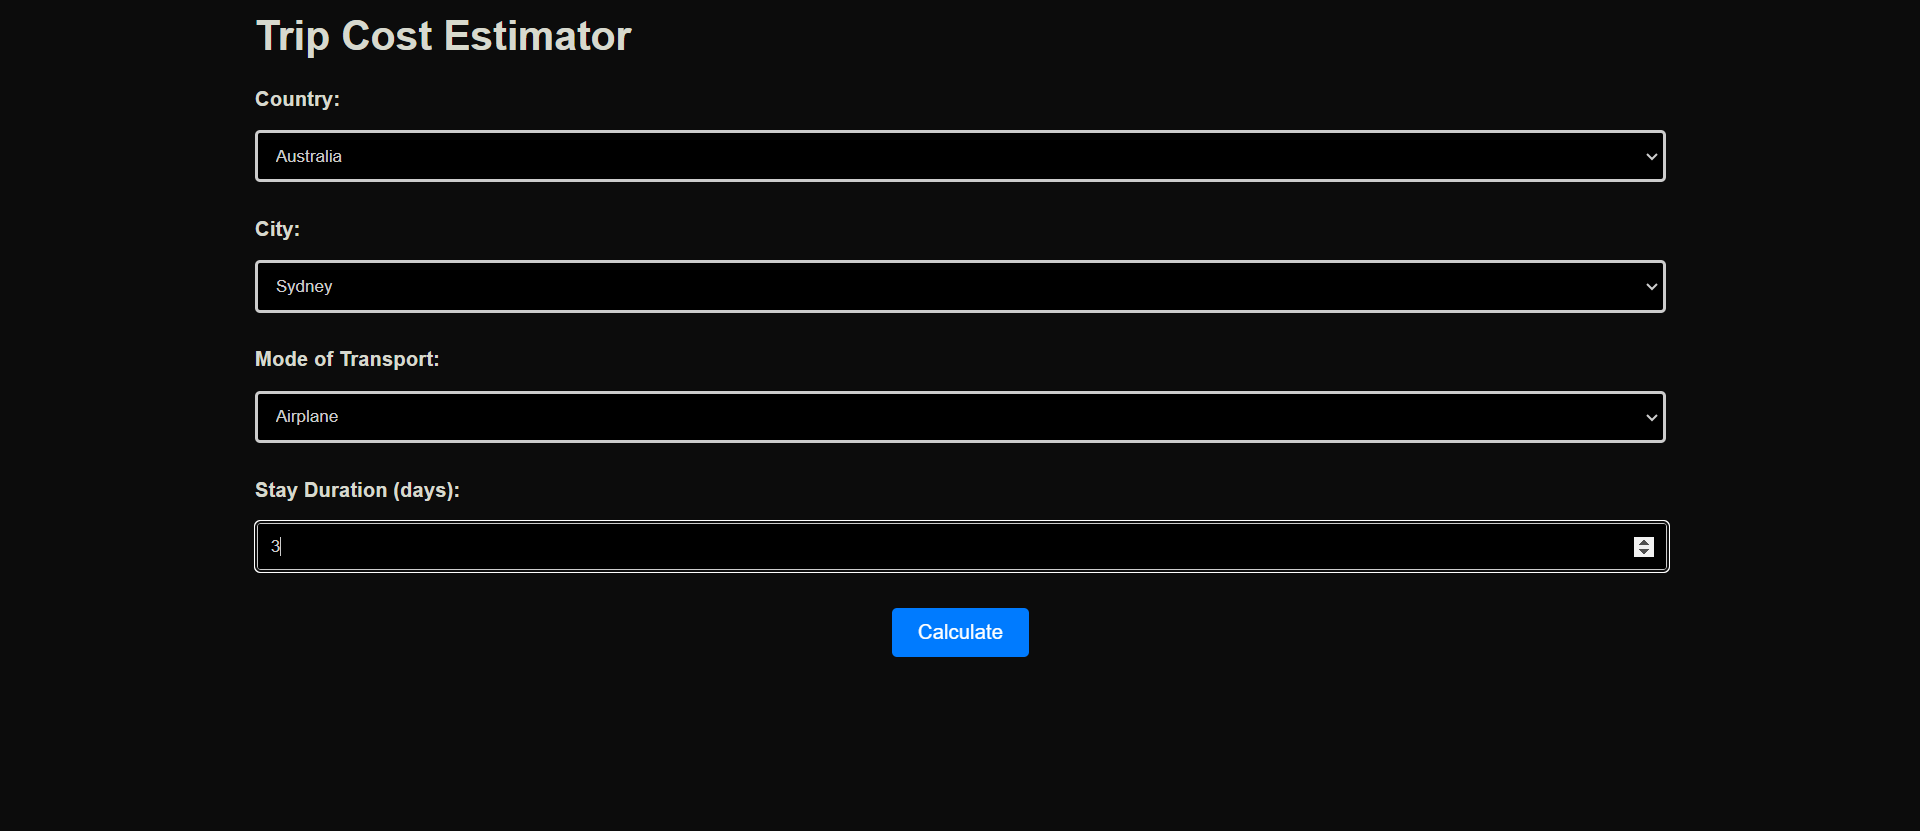 Trip Cost Estimator
Country:
Australia
City:
Sydney
Mode of Transport:
Airplane
Stay Duration (days):
3
Calculate